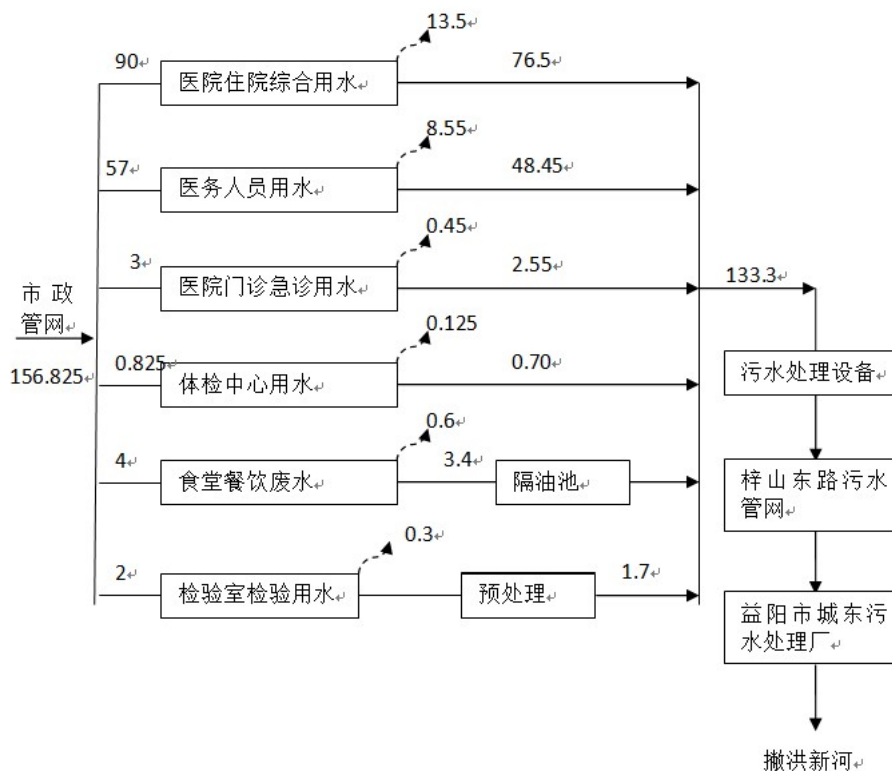 13.5
90
医院住院综合用水
76.5
8.55
57
医务人员用水
48.45
0.45
3
医院门诊急诊用水
2.55
133.3
市政
管网
156.825
0.125
0.825
体检中心用水
0.70
污水处理设备
0.6
4
食堂餐饮废水
3.4
隔油池
梓山东路污水
管网
0.3
2
检验室检验用水
预处理
1.7
益阳市城东污
水处理厂
撇洪新河